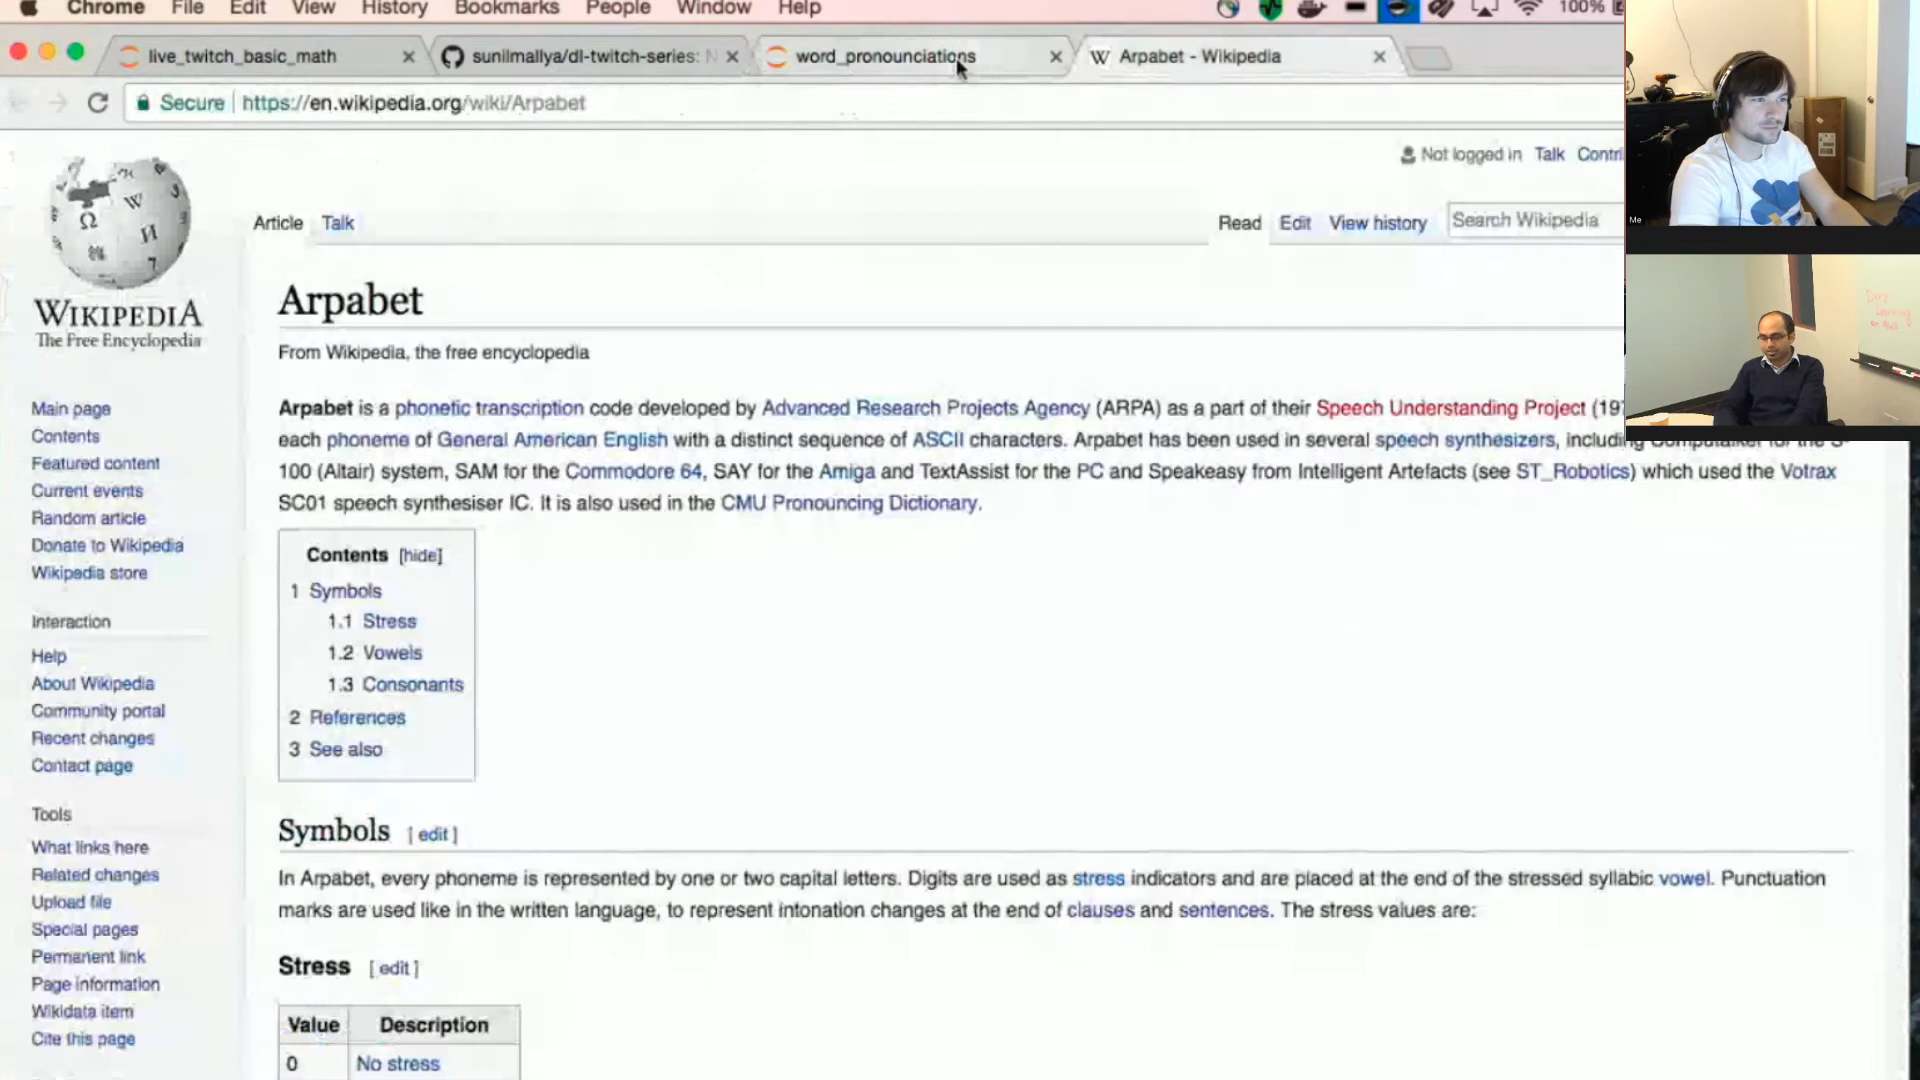 Chrome File Edit View History Bookmarks People Window Help 100%
live_twitch_basic_math sunilmallya/dl-twitch-series: N word_pronounciations Arpabet - Wikipedia
Secure https://en.wikipedia.org/wiki/Arpabet
Not logged in Talk Contri
Article Talk Read Edit View history Search Wikipedia
Me
WIKIPEDIA
The Free Encyclopedia
Main page
Contents
Featured content
Current events
Random article
Donate to Wikipedia
Wikipedia store
Interaction
Help
About Wikipedia
Community portal
Recent changes
Contact page
Tools
What links here
Related changes
Upload file
Special pages
Permanent link
Page information
Wikidata item
Cite this page
Arpabet
From Wikipedia, the free encyclopedia
Arpabet is a phonetic transcription code developed by Advanced Research Projects Agency (ARPA) as a part of their Speech Understanding Project (197
each phoneme of General American English with a distinct sequence of ASCII characters. Arpabet has been used in several speech synthesizers, including Computalker for the S-
100 (Altair) system, SAM for the Commodore 64, SAY for the Amiga and TextAssist for the PC and Speakeasy from Intelligent Artefacts (see ST_Robotics) which used the Votrax
SC01 speech synthesiser IC. It is also used in the CMU Pronouncing Dictionary.
Contents [hide]
1 Symbols
1.1 Stress
1.2 Vowels
1.3 Consonants
2 References
3 See also
Symbols [ edit ]
In Arpabet, every phoneme is represented by one or two capital letters. Digits are used as stress indicators and are placed at the end of the stressed syllabic vowel. Punctuation
marks are used like in the written language, to represent intonation changes at the end of clauses and sentences. The stress values are:
Stress [ edit ]
Value Description
0 No stress